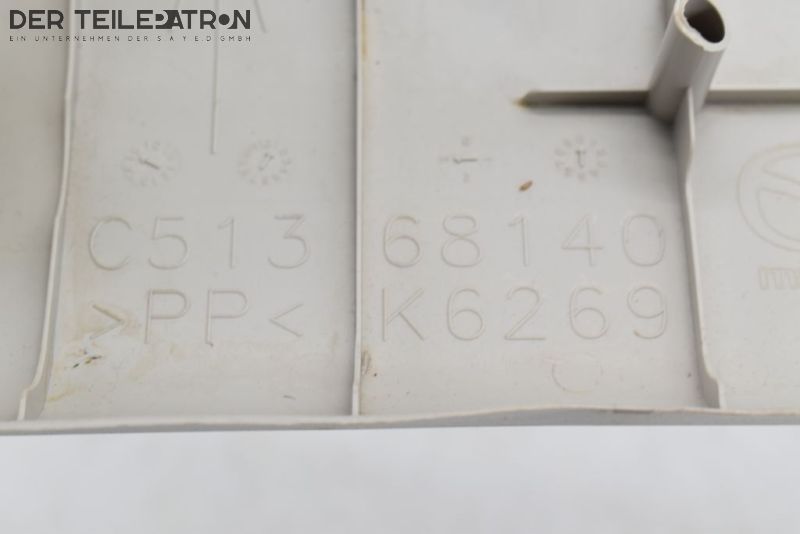 DER TEILEPATRON
EIN UNTERNEHMEN DER S.A.Y.E.D GMBH
C513 68140
>PP< K6269